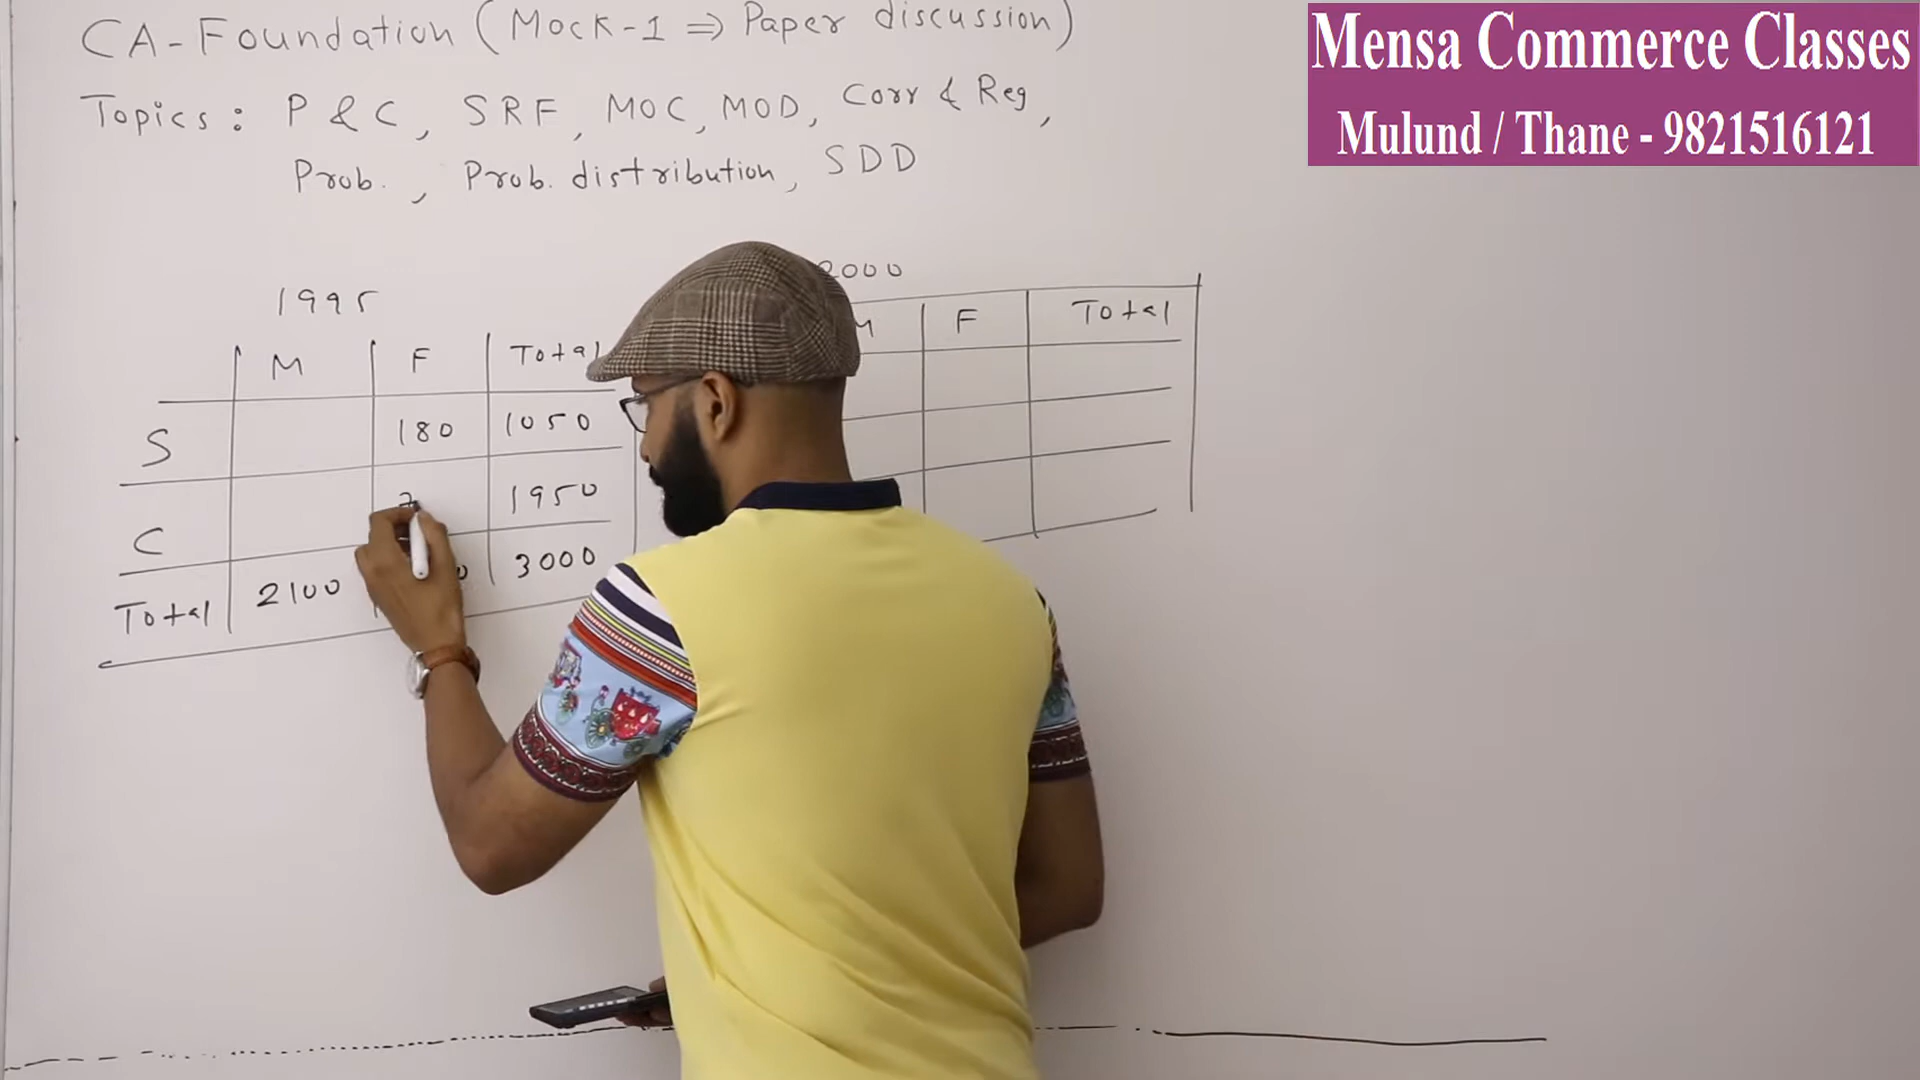 CA-Foundation (Mock-1 ⇒ Paper discussion)
Topics: P & C, SRF, MOC, MOD, Corr & Reg,
Prob., Prob. distribution, SDD
Mensa Commerce Classes
Mulund / Thane - 9821516121
1995
M F Total
S 180 1050
C 1950
Total 2100 3000
2000
M F Total